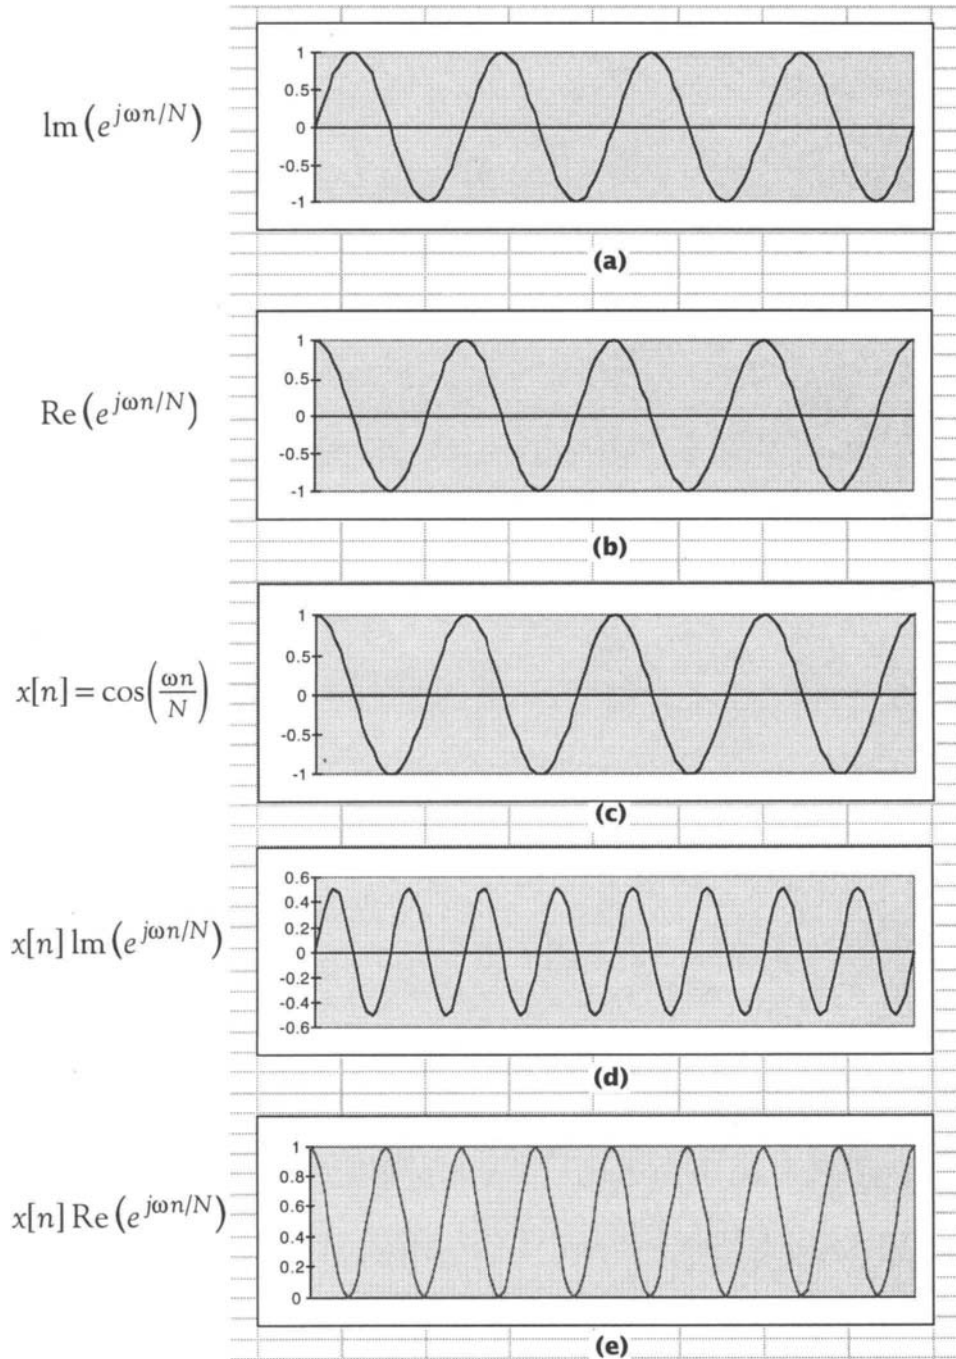 Im (e^{jωn/N})
1
0.5
0
-0.5
-1
(a)
Re (e^{jωn/N})
1
0.5
0
-0.5
-1
(b)
x[n] = cos(ωn/N)
1
0.5
0
-0.5
-1
(c)
x[n] Im (e^{jωn/N})
0.6
0.4
0.2
0
-0.2
-0.4
-0.6
(d)
x[n] Re (e^{jωn/N})
1
0.8
0.6
0.4
0.2
0
(e)